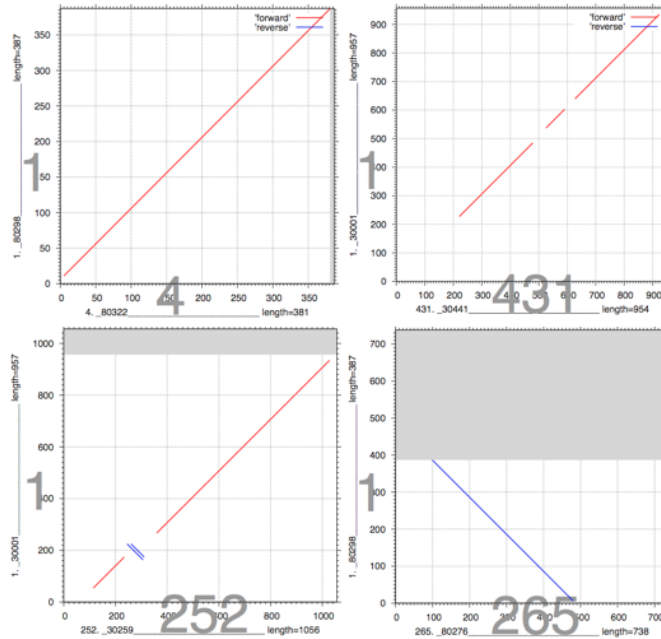 'forward'
'reverse'
350
300
250
200
150
100
50
0
0 50 100 150 200 250 300 350
1. _80298 length=387
1
4
4. _80322 length=381
'forward'
'reverse'
900
800
700
600
500
400
300
200
100
0
0 100 200 300 400 500 600 700 800 900
1. _30001 length=957
1
431
431. _30441 length=954
1000
800
600
400
200
0
0 200 400 600 800 1000
1. _30001 length=957
1
252
252. _30259 length=1056
700
600
500
400
300
200
100
0
0 100 200 300 400 500 600 700
1. _80298 length=387
1
265
265. _80276 length=738